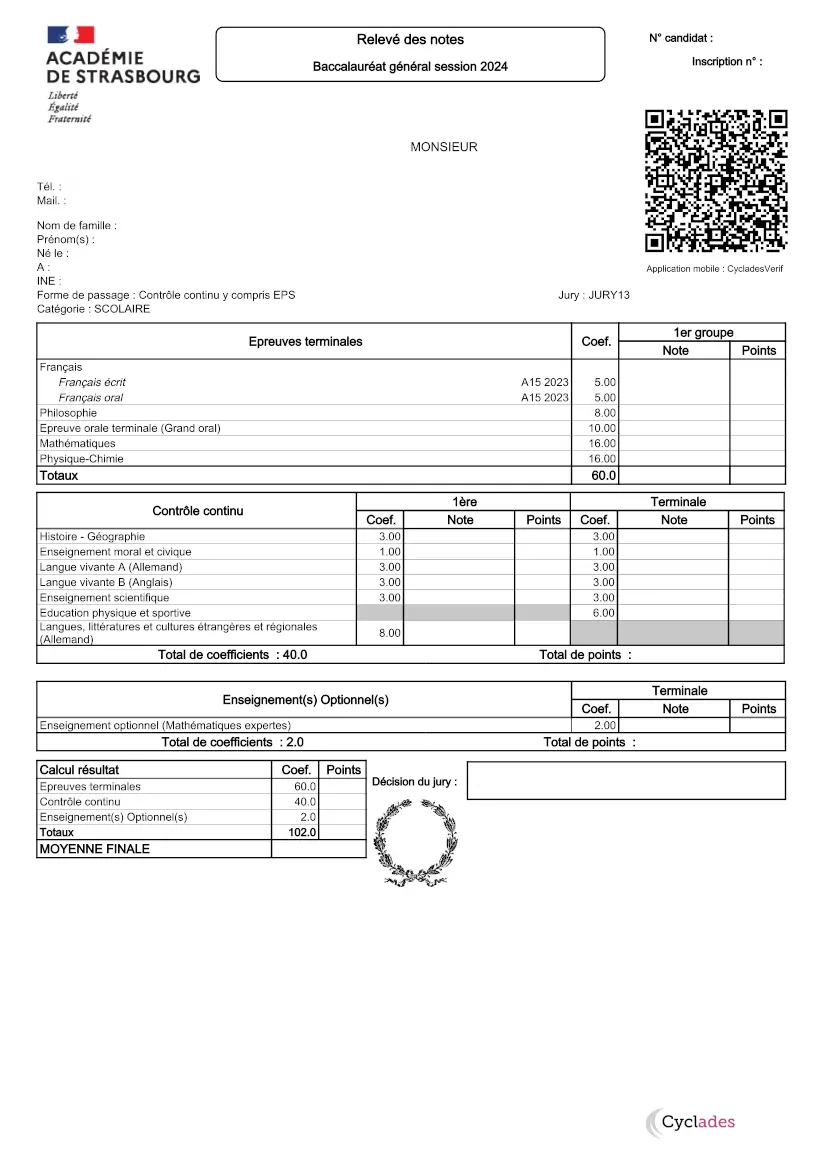 ACADÉMIE
DE STRASBOURG
Liberté
Égalité
Fraternité
Relevé des notes
Baccalauréat général session 2024
N° candidat :
Inscription n° :
MONSIEUR
Tél. :
Mail. :
Nom de famille :
Prénom(s) :
Né le :
A :
INE :
Application mobile : CycladesVerif
Forme de passage : Contrôle continu y compris EPS Jury : JURY13
Catégorie : SCOLAIRE
Epreuves terminales Coef. 1er groupe
Note Points
Français
Français écrit A15 2023 5.00
Français oral A15 2023 5.00
Philosophie 8.00
Epreuve orale terminale (Grand oral) 10.00
Mathématiques 16.00
Physique-Chimie 16.00
Totaux 60.0
Contrôle continu 1ère Terminale
Coef. Note Points Coef. Note Points
Histoire - Géographie 3.00 3.00
Enseignement moral et civique 1.00 1.00
Langue vivante A (Allemand) 3.00 3.00
Langue vivante B (Anglais) 3.00 3.00
Enseignement scientifique 3.00 3.00
Education physique et sportive 6.00
Langues, littératures et cultures étrangères et régionales
(Allemand) 8.00
Total de coefficients : 40.0 Total de points :
Enseignement(s) Optionnel(s) Terminale
Coef. Note Points
Enseignement optionnel (Mathématiques expertes) 2.00
Total de coefficients : 2.0 Total de points :
Calcul résultat Coef. Points
Epreuves terminales 60.0
Contrôle continu 40.0
Enseignement(s) Optionnel(s) 2.0
Totaux 102.0
MOYENNE FINALE
Décision du jury :
Cyclades